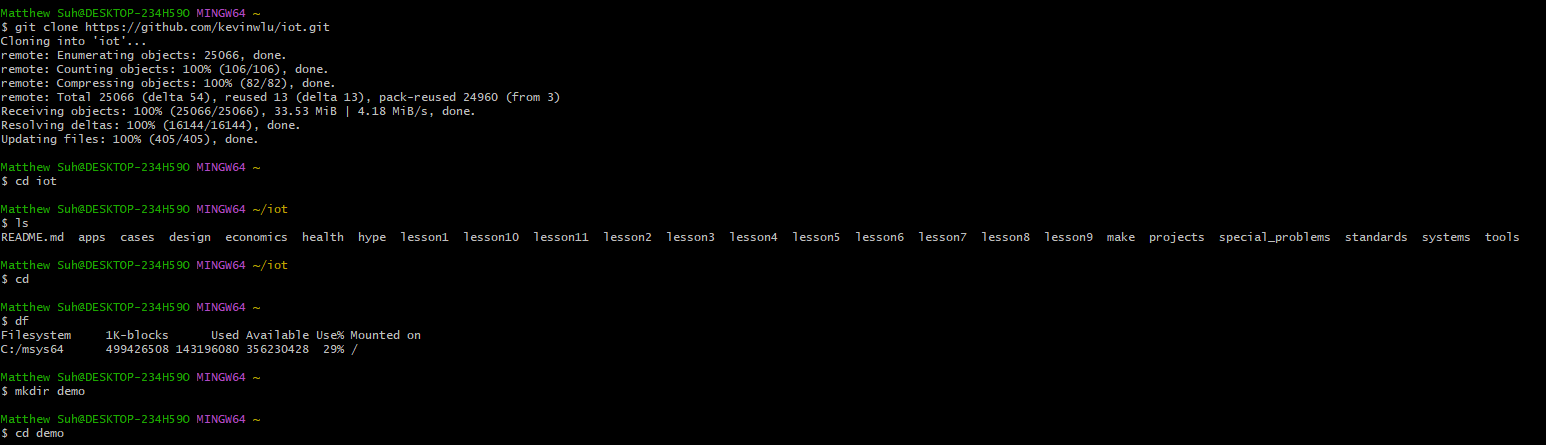 Matthew Suh@DESKTOP-234H59O MINGW64 ~
$ git clone https://github.com/kevinwlu/iot.git
Cloning into 'iot'...
remote: Enumerating objects: 25066, done.
remote: Counting objects: 100% (106/106), done.
remote: Compressing objects: 100% (82/82), done.
remote: Total 25066 (delta 54), reused 13 (delta 13), pack-reused 24960 (from 3)
Receiving objects: 100% (25066/25066), 33.53 MiB | 4.18 MiB/s, done.
Resolving deltas: 100% (16144/16144), done.
Updating files: 100% (405/405), done.
Matthew Suh@DESKTOP-234H59O MINGW64 ~
$ cd iot
Matthew Suh@DESKTOP-234H59O MINGW64 ~/iot
$ ls
README.md  apps  cases  design  economics  health  hype  lesson1  lesson10  lesson11  lesson2  lesson3  lesson4  lesson5  lesson6  lesson7  lesson8  lesson9  make  projects  special_problems  standards  systems  tools
Matthew Suh@DESKTOP-234H59O MINGW64 ~/iot
$ cd
Matthew Suh@DESKTOP-234H59O MINGW64 ~
$ df
Filesystem     1K-blocks      Used Available Use% Mounted on
C:/msys64      499426508 143196080 356230428  29% /
Matthew Suh@DESKTOP-234H59O MINGW64 ~
$ mkdir demo
Matthew Suh@DESKTOP-234H59O MINGW64 ~
$ cd demo